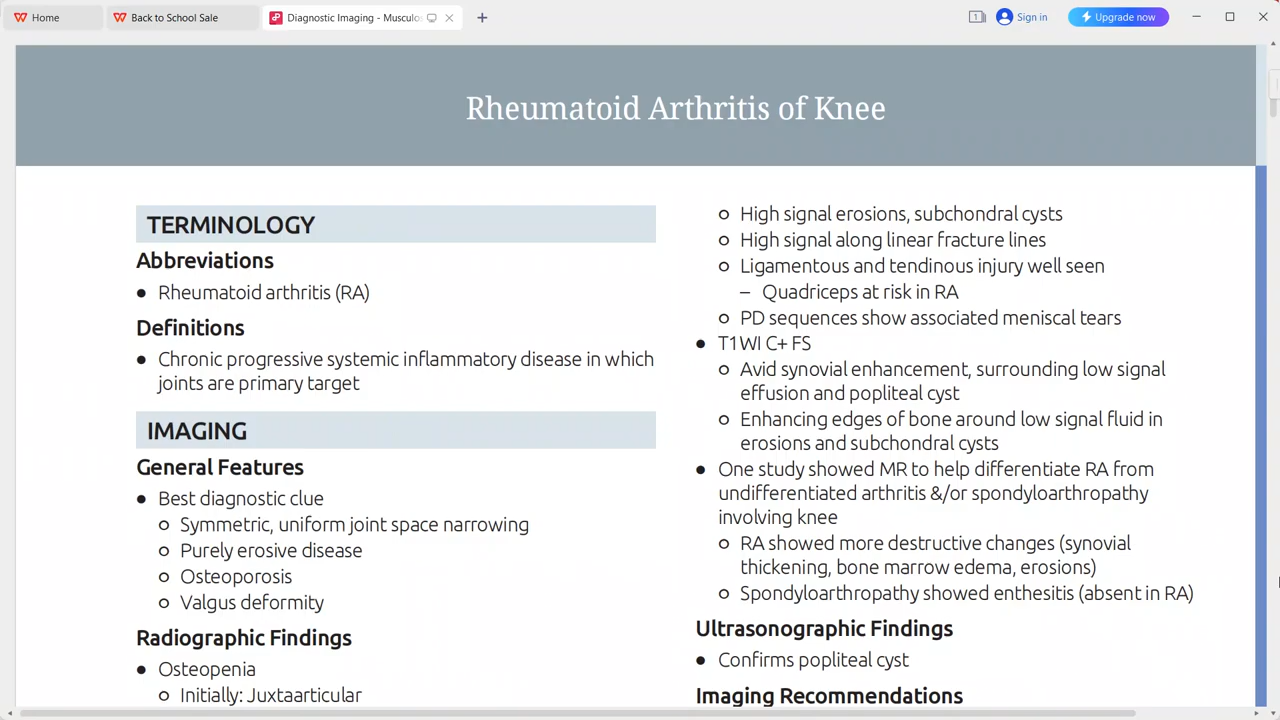 Home
Back to School Sale
Diagnostic Imaging - Musculo
1
Sign in
Upgrade now
Rheumatoid Arthritis of Knee
TERMINOLOGY
Abbreviations
● Rheumatoid arthritis (RA)
Definitions
● Chronic progressive systemic inflammatory disease in which
joints are primary target
IMAGING
General Features
● Best diagnostic clue
○ Symmetric, uniform joint space narrowing
○ Purely erosive disease
○ Osteoporosis
○ Valgus deformity
Radiographic Findings
● Osteopenia
○ Initially: Juxtaarticular
○ High signal erosions, subchondral cysts
○ High signal along linear fracture lines
○ Ligamentous and tendinous injury well seen
– Quadriceps at risk in RA
○ PD sequences show associated meniscal tears
● T1WI C+ FS
○ Avid synovial enhancement, surrounding low signal
effusion and popliteal cyst
○ Enhancing edges of bone around low signal fluid in
erosions and subchondral cysts
● One study showed MR to help differentiate RA from
undifferentiated arthritis &/or spondyloarthropathy
involving knee
○ RA showed more destructive changes (synovial
thickening, bone marrow edema, erosions)
○ Spondyloarthropathy showed enthesitis (absent in RA)
Ultrasonographic Findings
● Confirms popliteal cyst
Imaging Recommendations